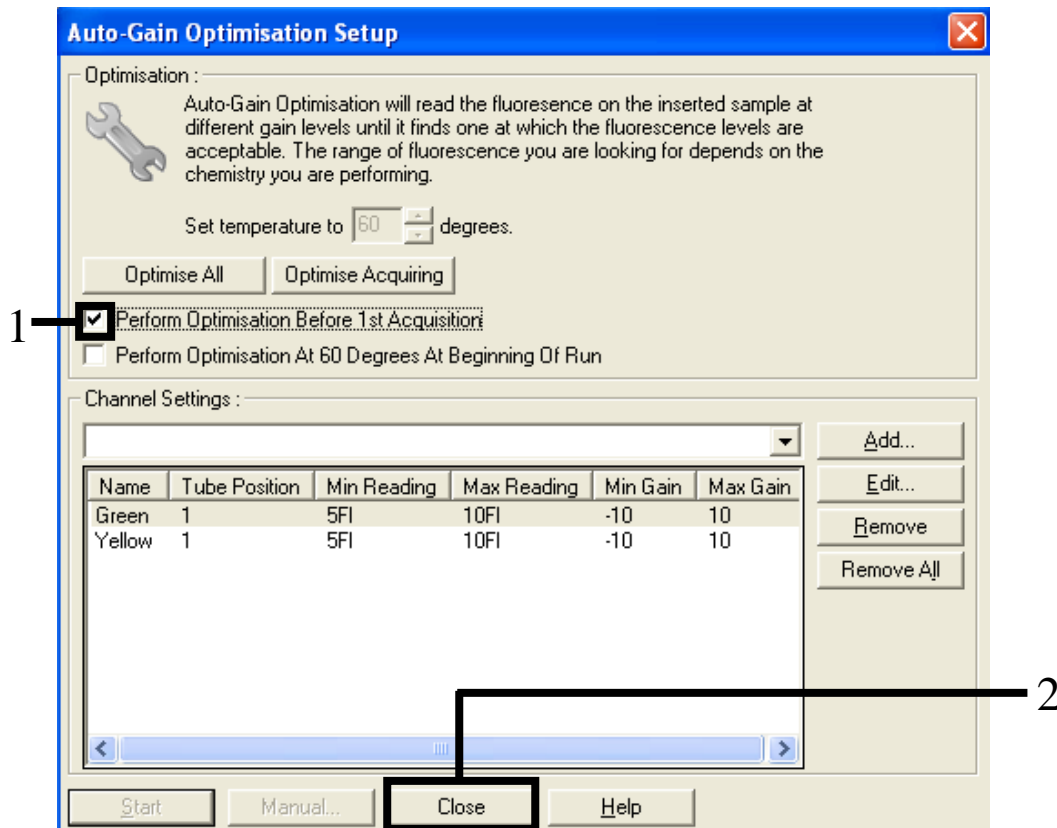 Auto-Gain Optimisation Setup
Optimisation :
Auto-Gain Optimisation will read the fluoresence on the inserted sample at
different gain levels until it finds one at which the fluorescence levels are
acceptable. The range of fluorescence you are looking for depends on the
chemistry you are performing.
Set temperature to 60 degrees.
Optimise All Optimise Acquiring
1 Perform Optimisation Before 1st Acquisition
Perform Optimisation At 60 Degrees At Beginning Of Run
Channel Settings :
Add...
Name Tube Position Min Reading Max Reading Min Gain Max Gain Edit...
Green 1 5Fl 10Fl -10 10
Remove
Yellow 1 5Fl 10Fl -10 10
Remove All
2
Start Manual... Close Help